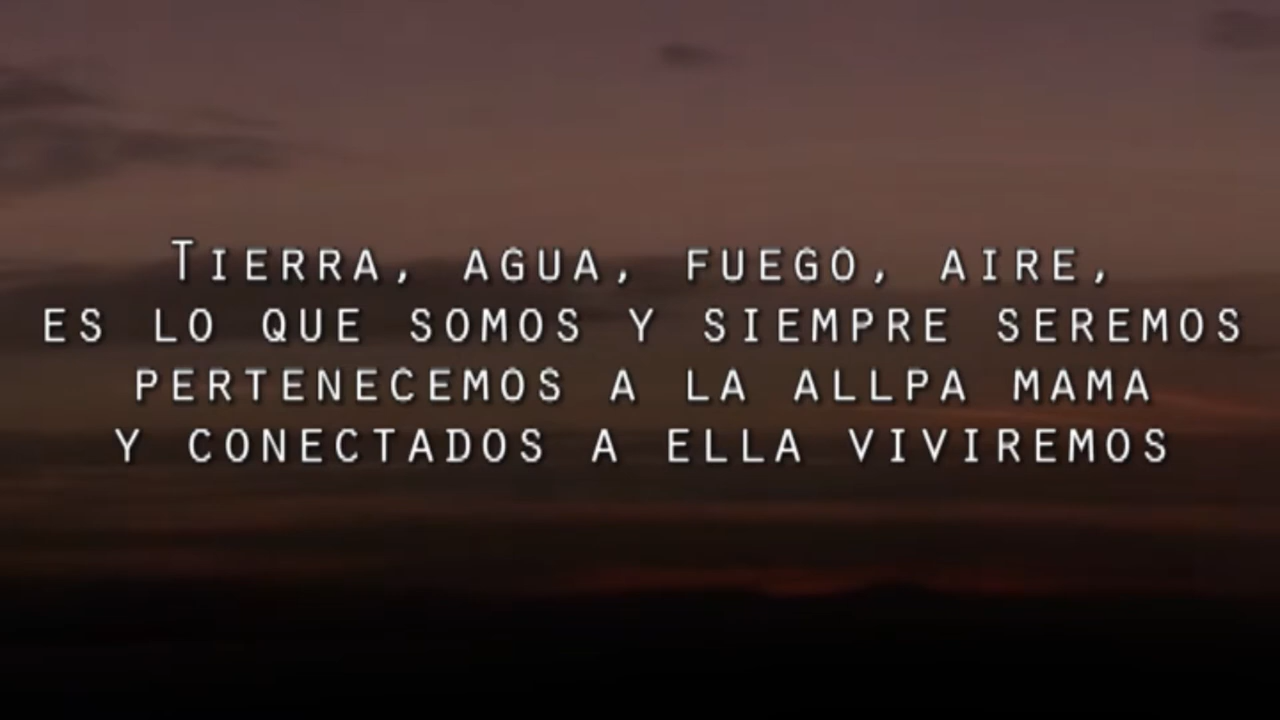 Tierra, agua, fuego, aire,
es lo que somos y siempre seremos
pertenecemos a la allpa mama
y conectados a ella viviremos